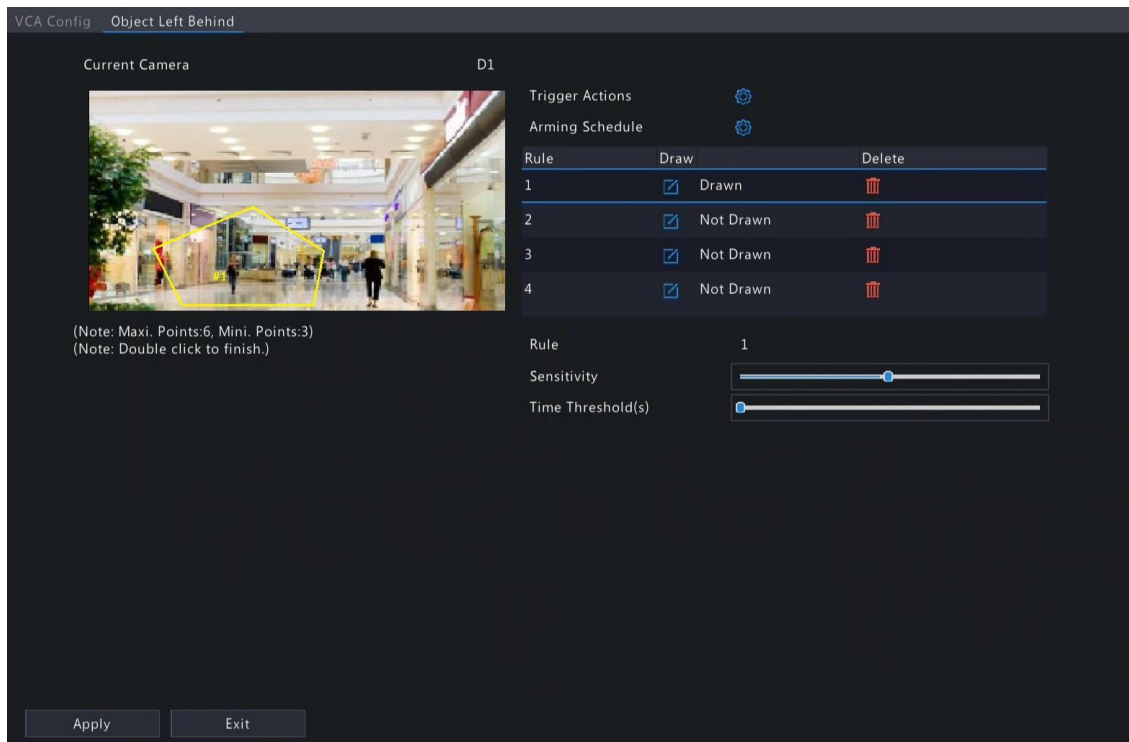 VCA Config Object Left Behind
Current Camera D1
Trigger Actions
Arming Schedule
Rule Draw Delete
1 Drawn
2 Not Drawn
3 Not Drawn
4 Not Drawn
#1
(Note: Maxi. Points:6, Mini. Points:3)
(Note: Double click to finish.)
Rule 1
Sensitivity
Time Threshold(s)
Apply Exit